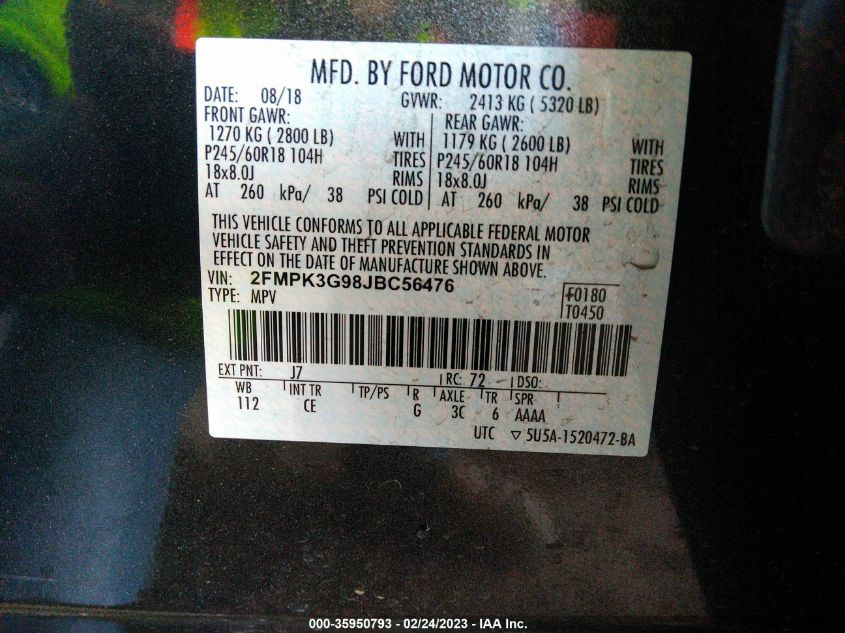 MFD. BY FORD MOTOR CO.
DATE: 08/18 GVWR: 2413 KG ( 5320 LB)
FRONT GAWR: REAR GAWR:
1270 KG ( 2800 LB) WITH 1179 KG ( 2600 LB) WITH
P245/60R18 104H TIRES P245/60R18 104H TIRES
18x8.0J RIMS 18x8.0J RIMS
AT 260 kPa/ 38 PSI COLD AT 260 kPa/ 38 PSI COLD
THIS VEHICLE CONFORMS TO ALL APPLICABLE FEDERAL MOTOR
VEHICLE SAFETY AND THEFT PREVENTION STANDARDS IN
EFFECT ON THE DATE OF MANUFACTURE SHOWN ABOVE.
VIN: 2FMPK3G98JBC56476
TYPE: MPV
F0180
T0450
EXT PNT: J7 RC: 72 DSO:
WB INT TR TP/PS R AXLE TR SPR
112 CE G 3C 6 AAAA
UTC ▽ 5U5A-1520472-BA
000-35950793 - 02/24/2023 - IAA Inc.